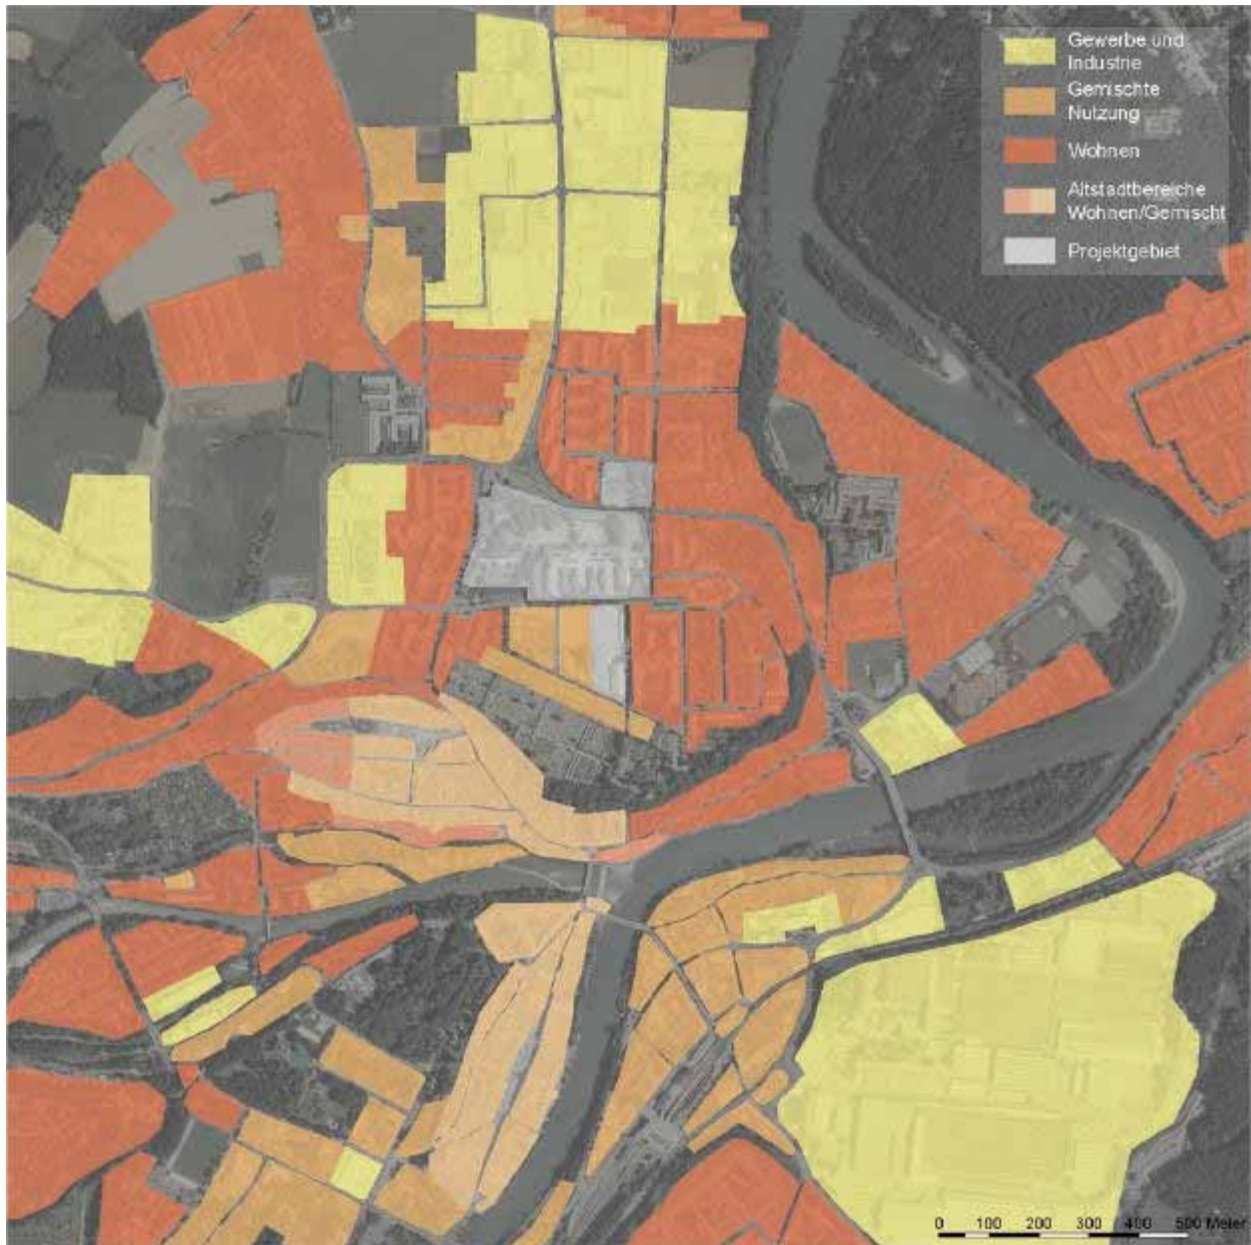 Gewerbe und
Industrie
Gemischte
Nutzung
Wohnen
Altstadtbereiche
Wohnen/Gemischt
Projektgebiet
0 100 200 300 400 500 Meter